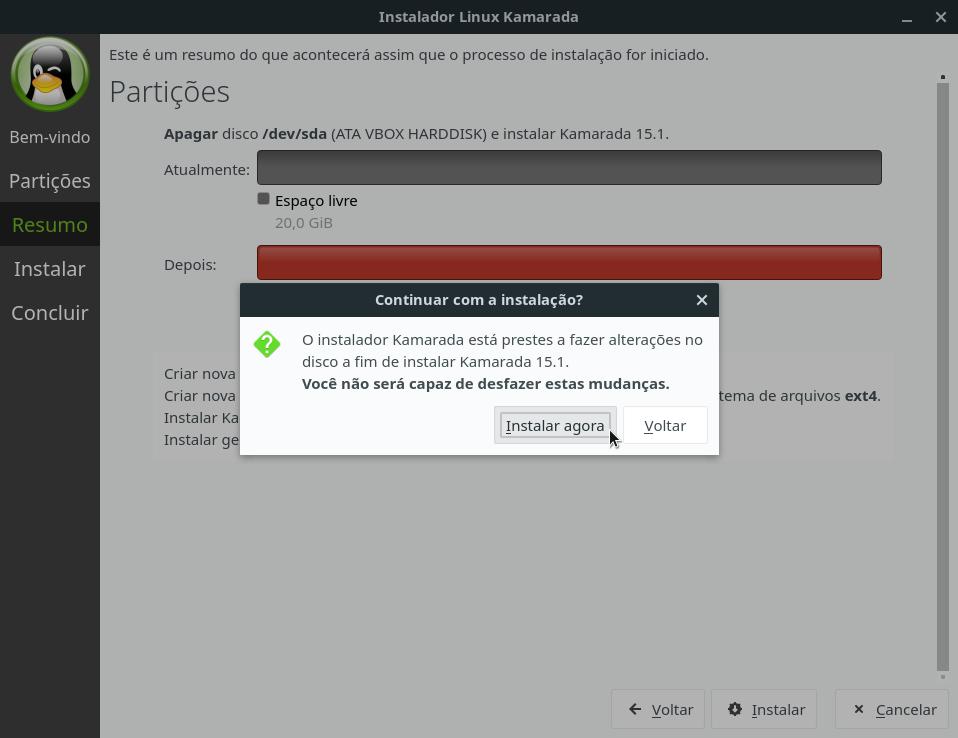 Instalador Linux Kamarada
Este é um resumo do que acontecerá assim que o processo de instalação for iniciado.
Bem-vindo
Partições
Resumo
Instalar
Concluir
Partições
Apagar disco /dev/sda (ATA VBOX HARDDISK) e instalar Kamarada 15.1.
Atualmente:
Espaço livre
20,0 GiB
Depois:
Continuar com a instalação?
O instalador Kamarada está prestes a fazer alterações no
disco a fim de instalar Kamarada 15.1.
Você não será capaz de desfazer estas mudanças.
Instalar agora
Voltar
Criar nova
Criar nova tema de arquivos ext4.
Instalar Ka
Instalar ge
Voltar
Instalar
Cancelar